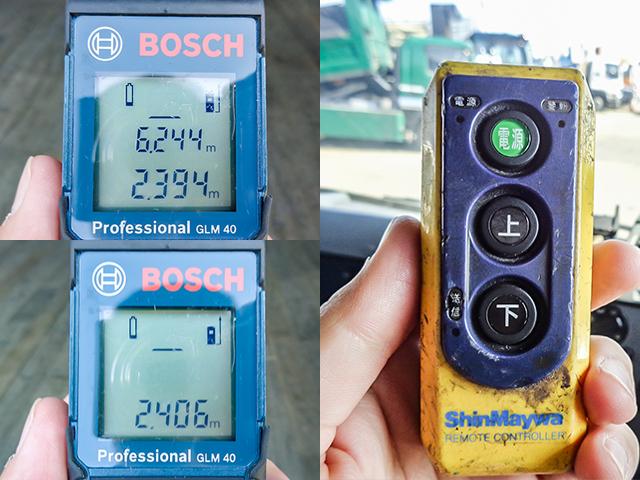 BOSCH
6.244m
2.394m
Professional GLM 40
BOSCH
2.406m
Professional GLM 40
電源
電源
上
送信
下
ShinMaywa
REMOTE CONTROLLER